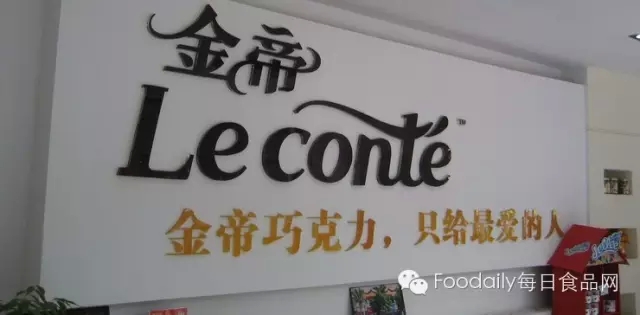 金帝
Le conté™
金帝巧克力，只给最爱的人
Foodaily每日食品网